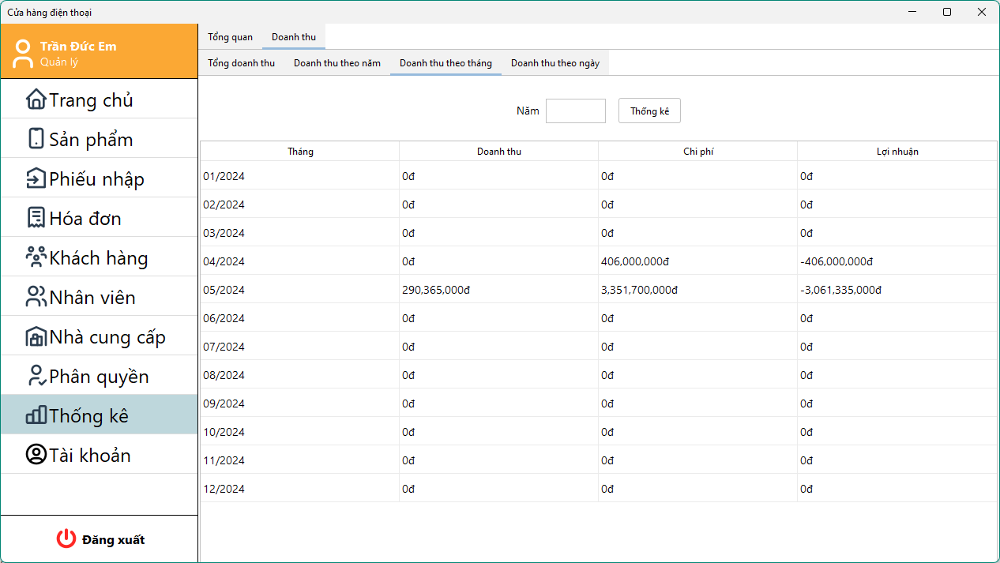 Cửa hàng điện thoại
Trần Đức Em
Quản lý
Trang chủ
Sản phẩm
Phiếu nhập
Hóa đơn
Khách hàng
Nhân viên
Nhà cung cấp
Phân quyền
Thống kê
Tài khoản
Đăng xuất
Tổng quan Doanh thu
Tổng doanh thu Doanh thu theo năm Doanh thu theo tháng Doanh thu theo ngày
Năm Thống kê
Tháng Doanh thu Chi phí Lợi nhuận
01/2024 0đ 0đ 0đ
02/2024 0đ 0đ 0đ
03/2024 0đ 0đ 0đ
04/2024 0đ 406,000,000đ -406,000,000đ
05/2024 290,365,000đ 3,351,700,000đ -3,061,335,000đ
06/2024 0đ 0đ 0đ
07/2024 0đ 0đ 0đ
08/2024 0đ 0đ 0đ
09/2024 0đ 0đ 0đ
10/2024 0đ 0đ 0đ
11/2024 0đ 0đ 0đ
12/2024 0đ 0đ 0đ